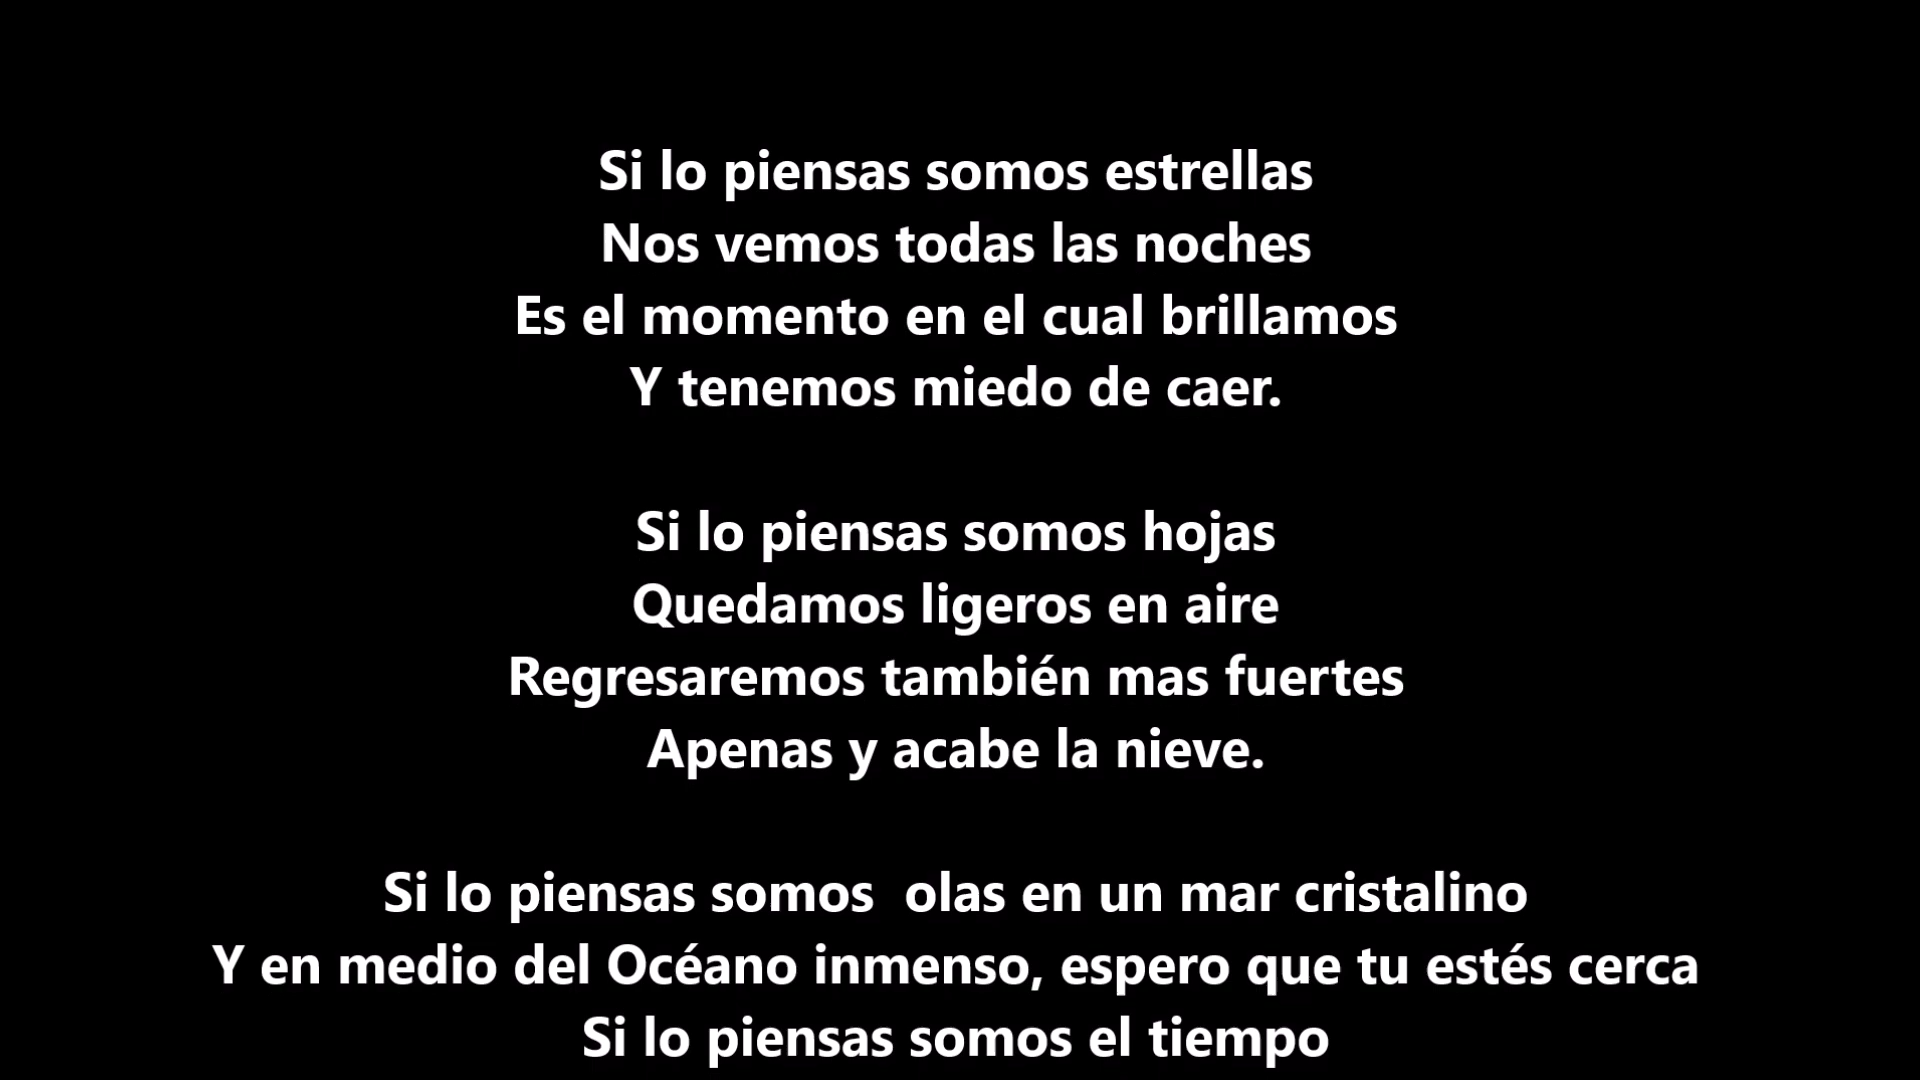 Si lo piensas somos estrellas
Nos vemos todas las noches
Es el momento en el cual brillamos
Y tenemos miedo de caer.
Si lo piensas somos hojas
Quedamos ligeros en aire
Regresaremos también mas fuertes
Apenas y acabe la nieve.
Si lo piensas somos  olas en un mar cristalino
Y en medio del Océano inmenso, espero que tu estés cerca
Si lo piensas somos el tiempo